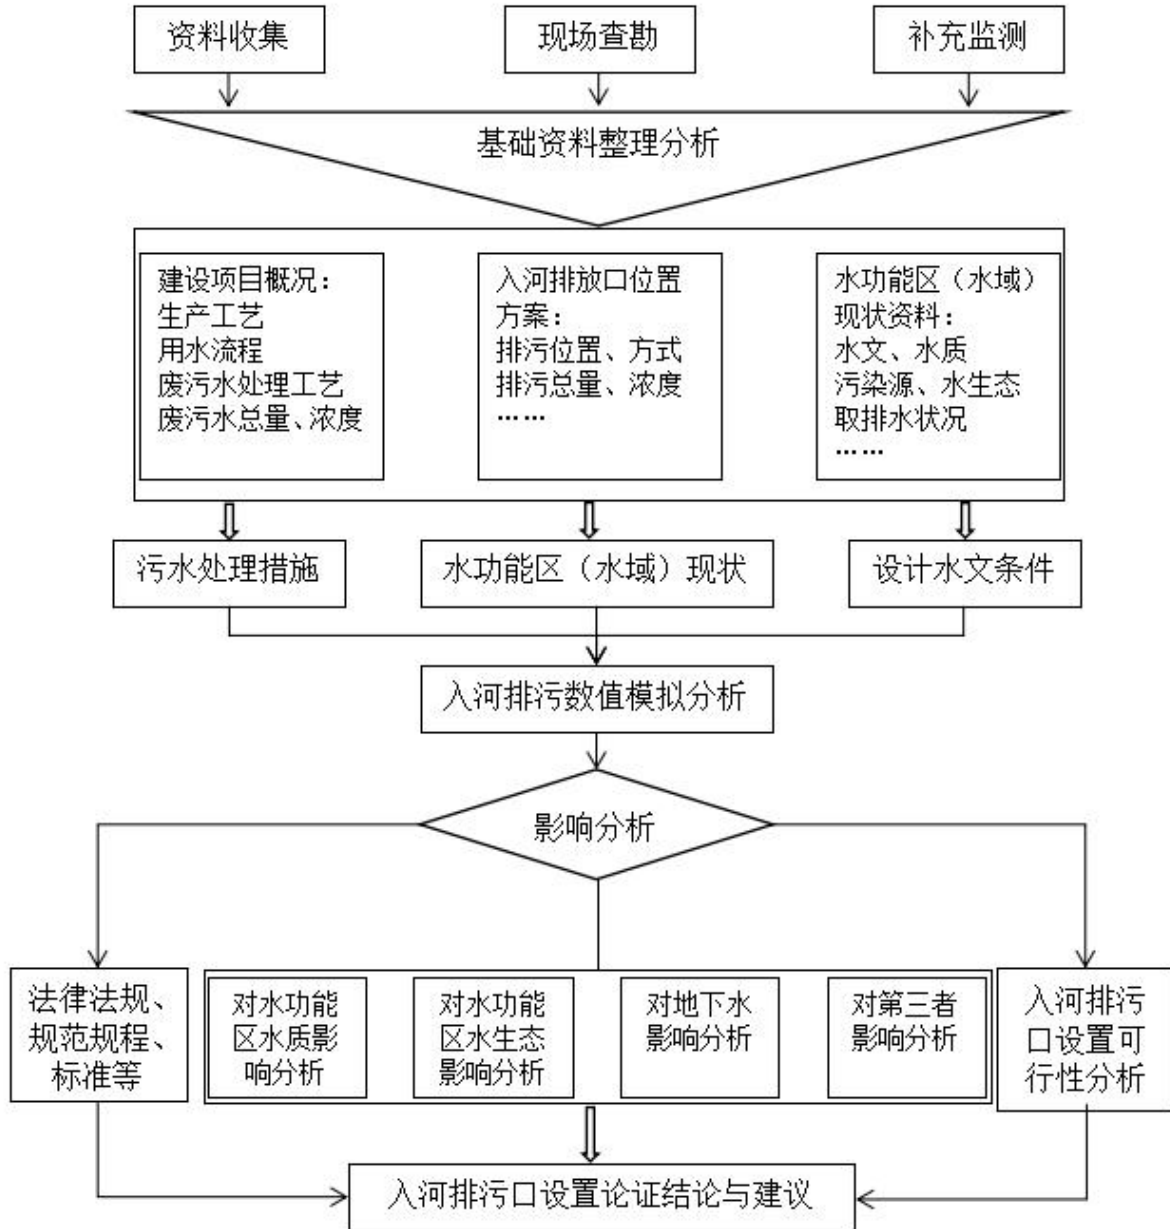 资料收集
现场查勘
补充监测
基础资料整理分析
建设项目概况：
生产工艺
用水流程
废污水处理工艺
废污水总量、浓度
入河排放口位置
方案：
排污位置、方式
排污总量、浓度
……
水功能区（水域）
现状资料：
水文、水质
污染源、水生态
取排水状况
……
污水处理措施
水功能区（水域）现状
设计水文条件
入河排污数值模拟分析
影响分析
法律法规、
规范规程、
标准等
对水功能
区水质影
响分析
对水功能
区水生态
影响分析
对地下水
影响分析
对第三者
影响分析
入河排污
口设置可
行性分析
入河排污口设置论证结论与建议